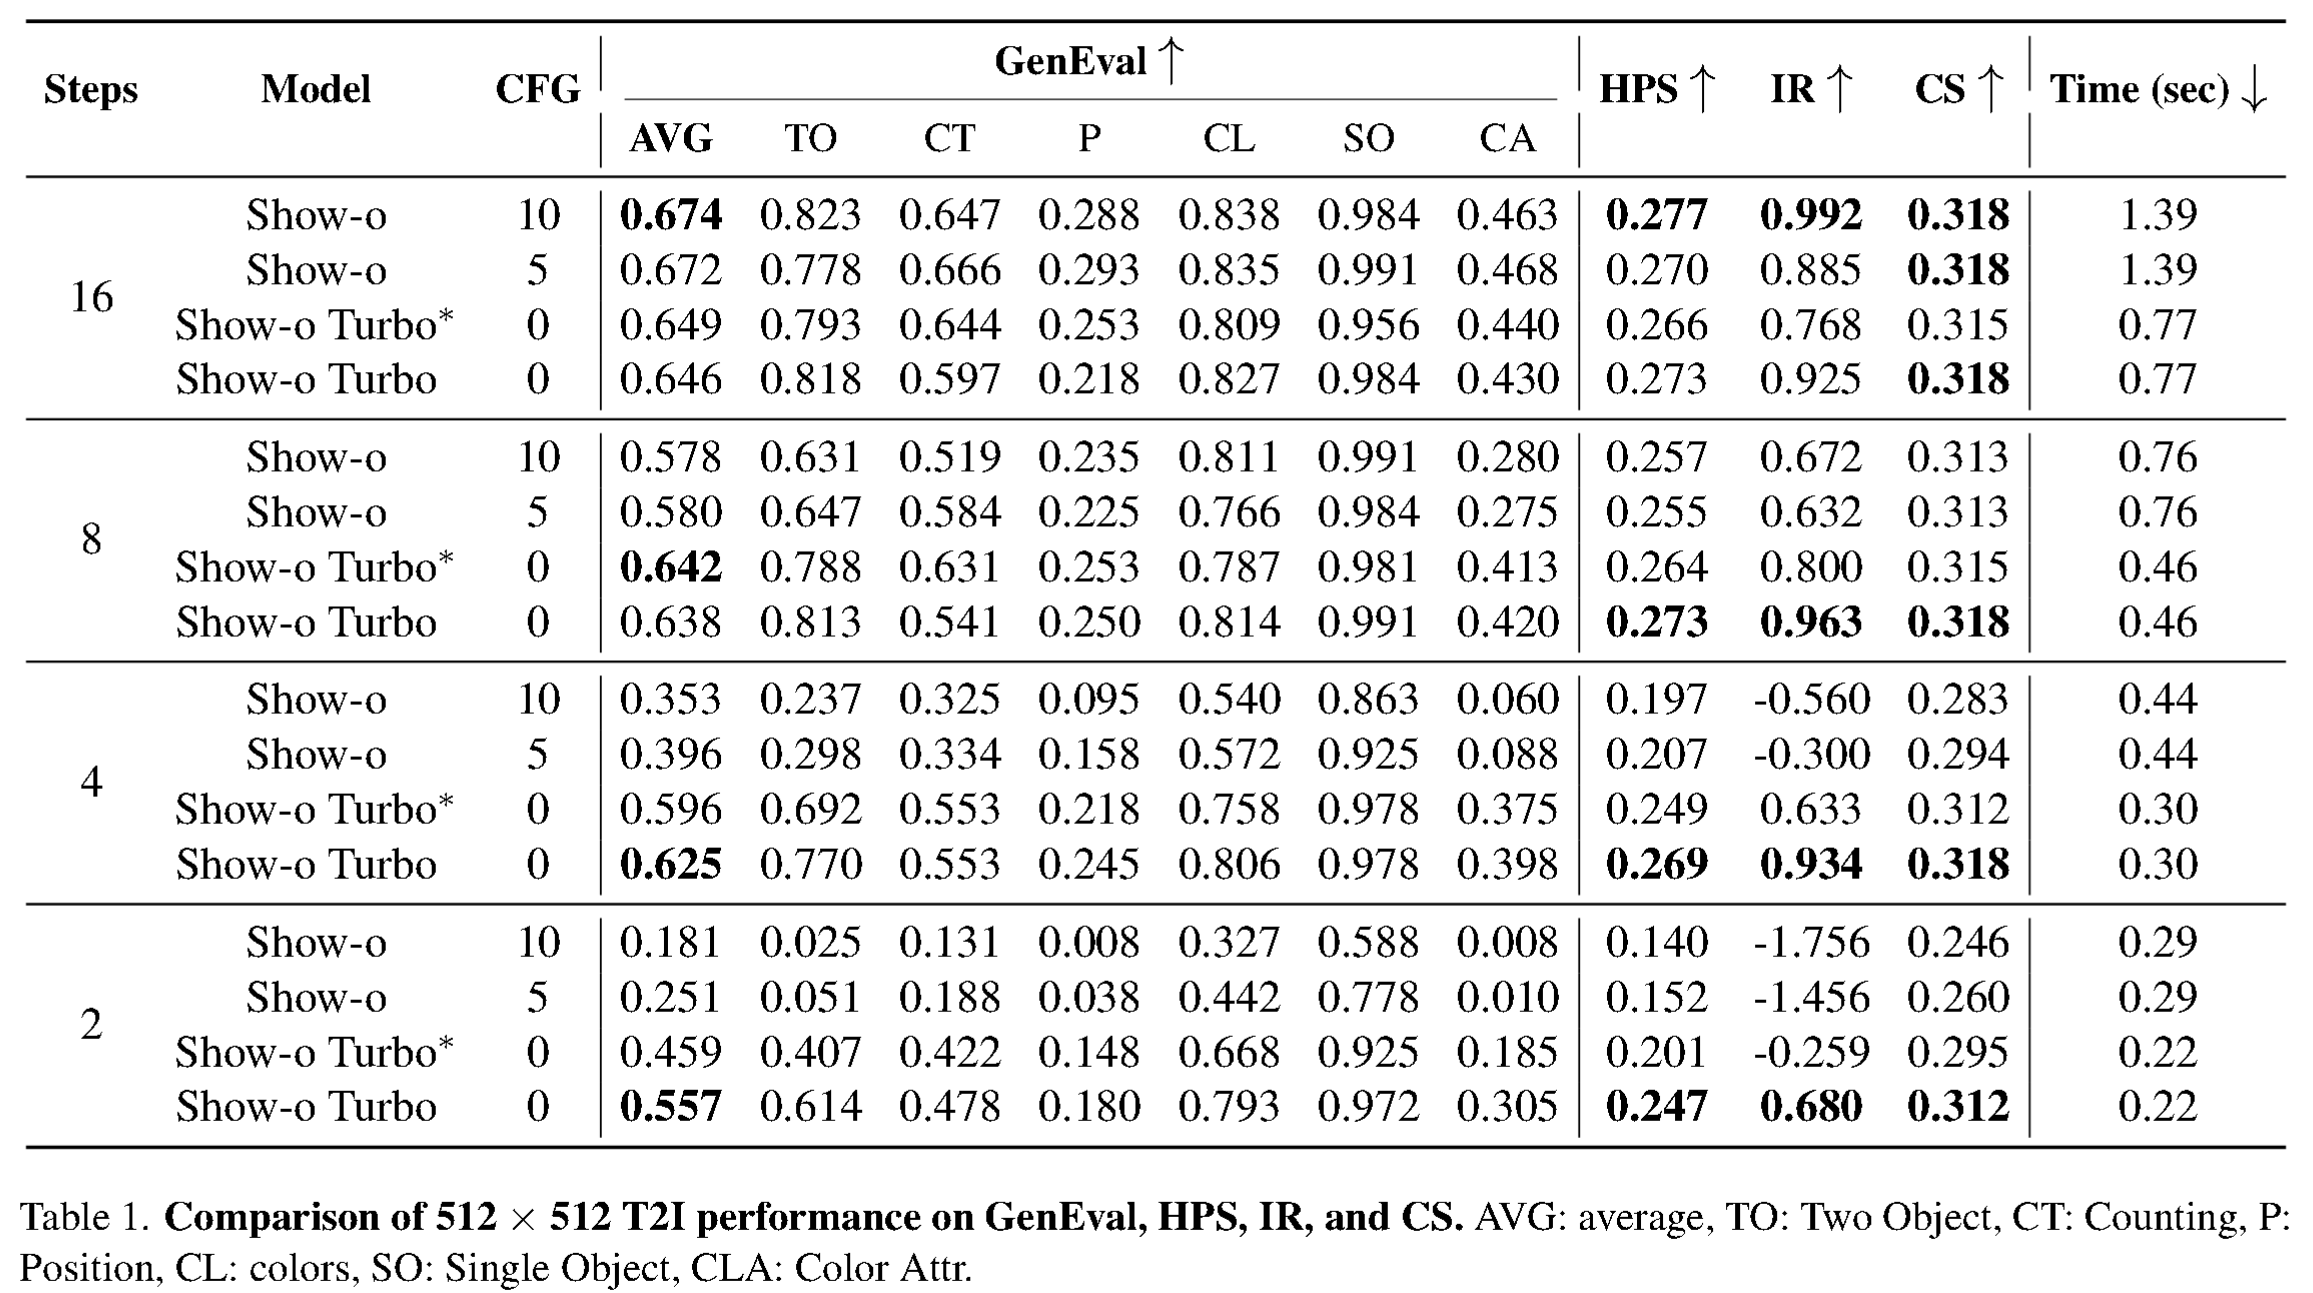 Steps Model CFG GenEval ↑ HPS ↑ IR ↑ CS ↑ Time (sec) ↓
AVG TO CT P CL SO CA
16
Show-o 10 0.674 0.823 0.647 0.288 0.838 0.984 0.463 0.277 0.992 0.318 1.39
Show-o 5 0.672 0.778 0.666 0.293 0.835 0.991 0.468 0.270 0.885 0.318 1.39
Show-o Turbo* 0 0.649 0.793 0.644 0.253 0.809 0.956 0.440 0.266 0.768 0.315 0.77
Show-o Turbo 0 0.646 0.818 0.597 0.218 0.827 0.984 0.430 0.273 0.925 0.318 0.77
8
Show-o 10 0.578 0.631 0.519 0.235 0.811 0.991 0.280 0.257 0.672 0.313 0.76
Show-o 5 0.580 0.647 0.584 0.225 0.766 0.984 0.275 0.255 0.632 0.313 0.76
Show-o Turbo* 0 0.642 0.788 0.631 0.253 0.787 0.981 0.413 0.264 0.800 0.315 0.46
Show-o Turbo 0 0.638 0.813 0.541 0.250 0.814 0.991 0.420 0.273 0.963 0.318 0.46
4
Show-o 10 0.353 0.237 0.325 0.095 0.540 0.863 0.060 0.197 -0.560 0.283 0.44
Show-o 5 0.396 0.298 0.334 0.158 0.572 0.925 0.088 0.207 -0.300 0.294 0.44
Show-o Turbo* 0 0.596 0.692 0.553 0.218 0.758 0.978 0.375 0.249 0.633 0.312 0.30
Show-o Turbo 0 0.625 0.770 0.553 0.245 0.806 0.978 0.398 0.269 0.934 0.318 0.30
2
Show-o 10 0.181 0.025 0.131 0.008 0.327 0.588 0.008 0.140 -1.756 0.246 0.29
Show-o 5 0.251 0.051 0.188 0.038 0.442 0.778 0.010 0.152 -1.456 0.260 0.29
Show-o Turbo* 0 0.459 0.407 0.422 0.148 0.668 0.925 0.185 0.201 -0.259 0.295 0.22
Show-o Turbo 0 0.557 0.614 0.478 0.180 0.793 0.972 0.305 0.247 0.680 0.312 0.22
Table 1. Comparison of 512 × 512 T2I performance on GenEval, HPS, IR, and CS. AVG: average, TO: Two Object, CT: Counting, P:
Position, CL: colors, SO: Single Object, CLA: Color Attr.